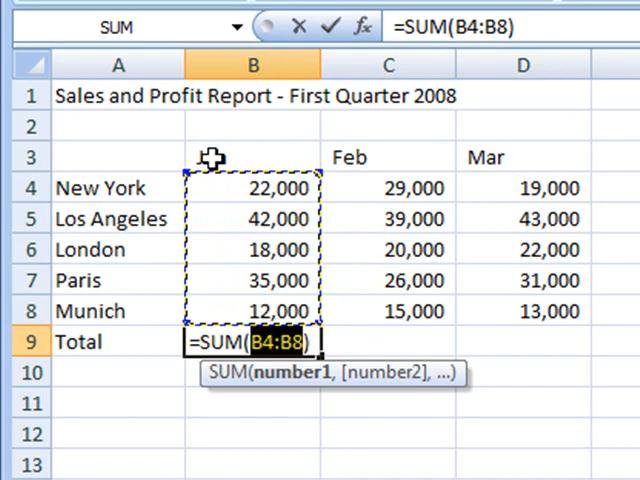 SUM fx =SUM(B4:B8)
A B C D
1 Sales and Profit Report - First Quarter 2008
2
3 Feb Mar
4 New York 22,000 29,000 19,000
5 Los Angeles 42,000 39,000 43,000
6 London 18,000 20,000 22,000
7 Paris 35,000 26,000 31,000
8 Munich 12,000 15,000 13,000
9 Total =SUM(B4:B8)
10 SUM(number1, [number2], ...)
11
12
13